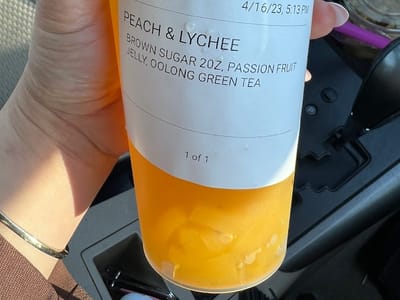 4/16/23, 5:13 PM
PEACH & LYCHEE
BROWN SUGAR 2OZ, PASSION FRUIT
JELLY, OOLONG GREEN TEA
1 of 1